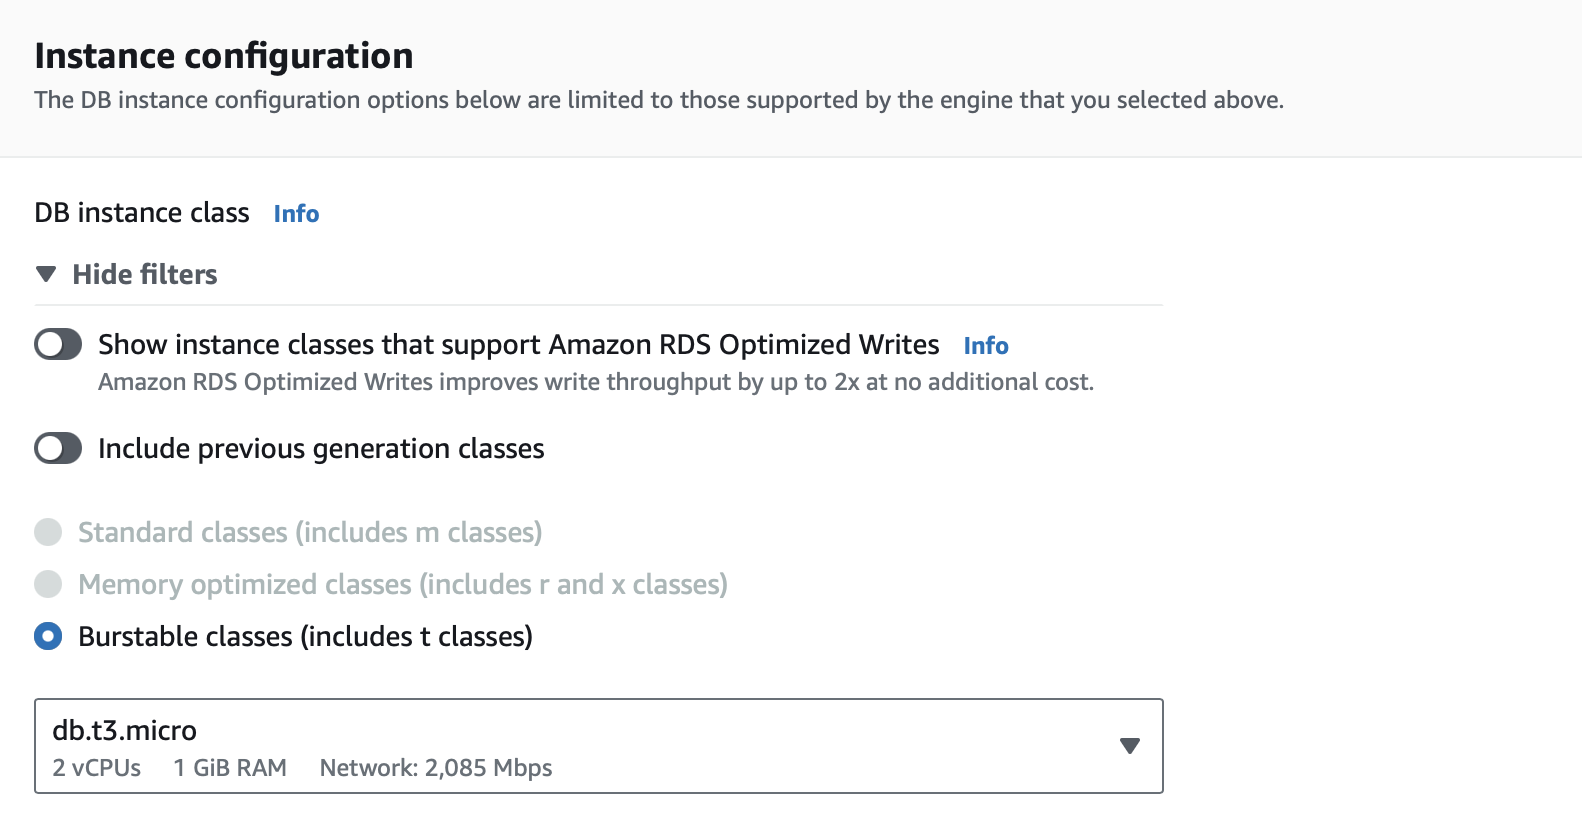 Instance configuration
The DB instance configuration options below are limited to those supported by the engine that you selected above.
DB instance class Info
Hide filters
Show instance classes that support Amazon RDS Optimized Writes Info
Amazon RDS Optimized Writes improves write throughput by up to 2x at no additional cost.
Include previous generation classes
Standard classes (includes m classes)
Memory optimized classes (includes r and x classes)
Burstable classes (includes t classes)
db.t3.micro
2 vCPUs 1 GiB RAM Network: 2,085 Mbps